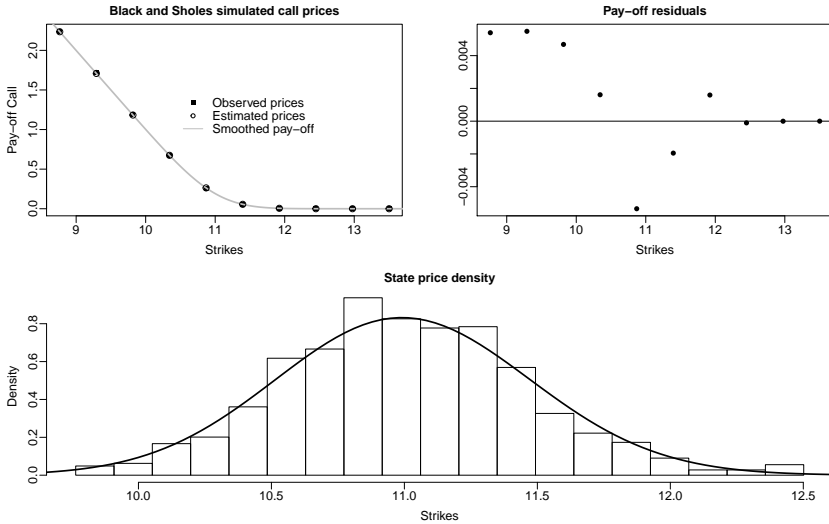 Black and Sholes simulated call prices
Pay−off Call
0.0 0.5 1.0 1.5 2.0
Observed prices
Estimated prices
Smoothed pay−off
9 10 11 12 13
Strikes
Pay−off residuals
−0.004 0.000 0.004
9 10 11 12 13
Strikes
State price density
Density
0.0 0.2 0.4 0.6 0.8
10.0 10.5 11.0 11.5 12.0 12.5
Strikes